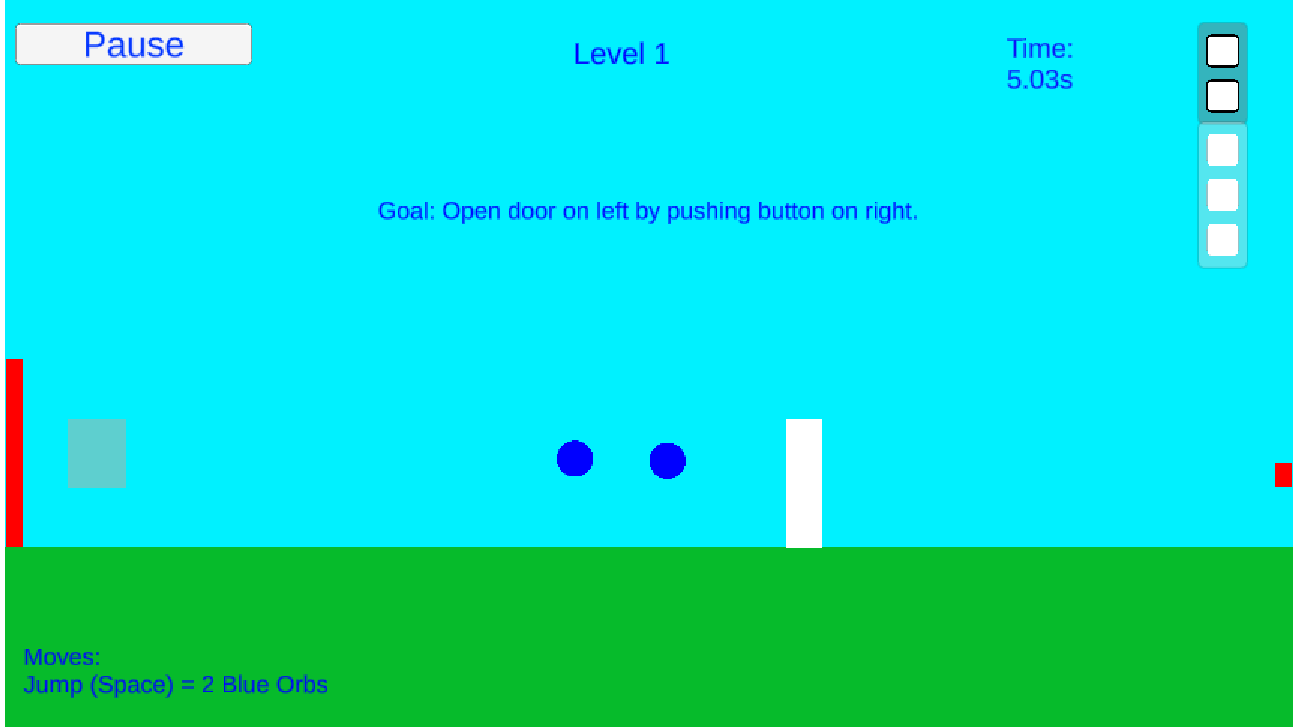 Pause
Level 1
Time:
5.03s
Goal: Open door on left by pushing button on right.
Moves:
Jump (Space) = 2 Blue Orbs